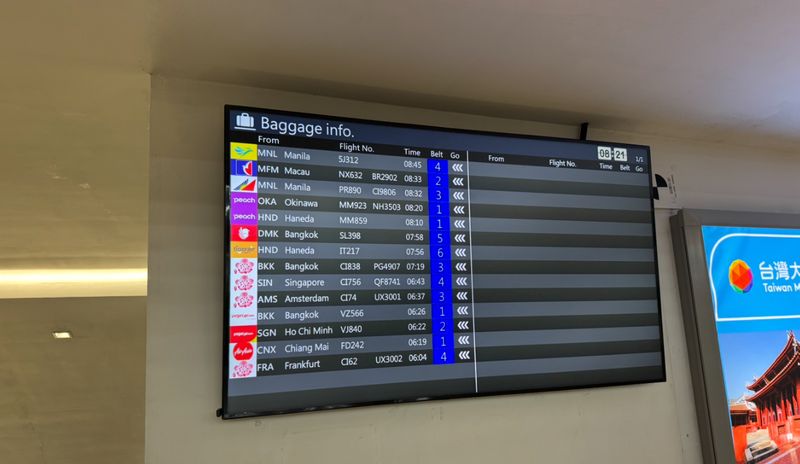 Baggage info.
08:21
From Flight No. Time Belt Go From Flight No. Time Belt Go 1/1
MNL Manila 5J312 08:45 4
MFM Macau NX632 BR2902 08:33 2
MNL Manila PR890 CI9806 08:32 3
peach OKA Okinawa MM923 NH3503 08:20 1
peach HND Haneda MM859 08:10 1
DMK Bangkok SL398 07:58 5
HND Haneda IT217 07:56 6
BKK Bangkok CI838 PG4907 07:19 3
SIN Singapore CI756 QF8741 06:43 4
AMS Amsterdam CI74 UX3001 06:37 3
BKK Bangkok VZ566 06:26 1
SGN Ho Chi Minh VJ840 06:22 2
AirAsia CNX Chiang Mai FD242 06:19 1
FRA Frankfurt CI62 UX3002 06:04 4
台灣大
Taiwan M